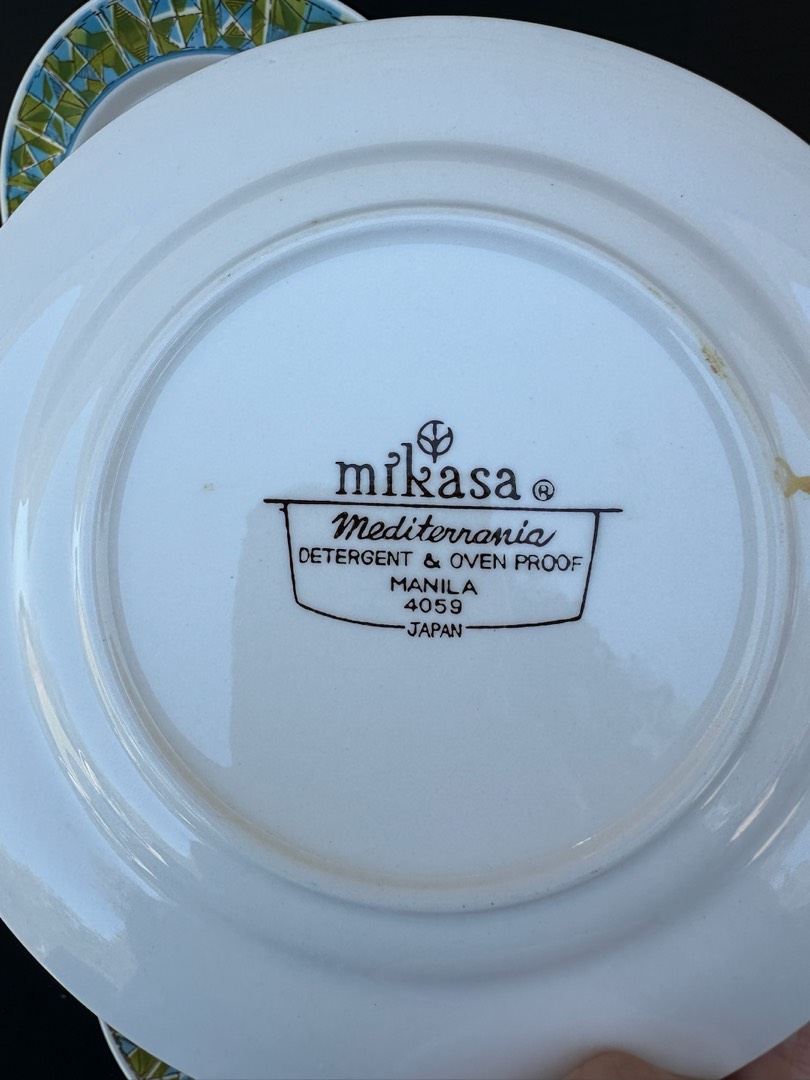 mikasa ®
Mediterrania
DETERGENT & OVEN PROOF
MANILA
4059
JAPAN